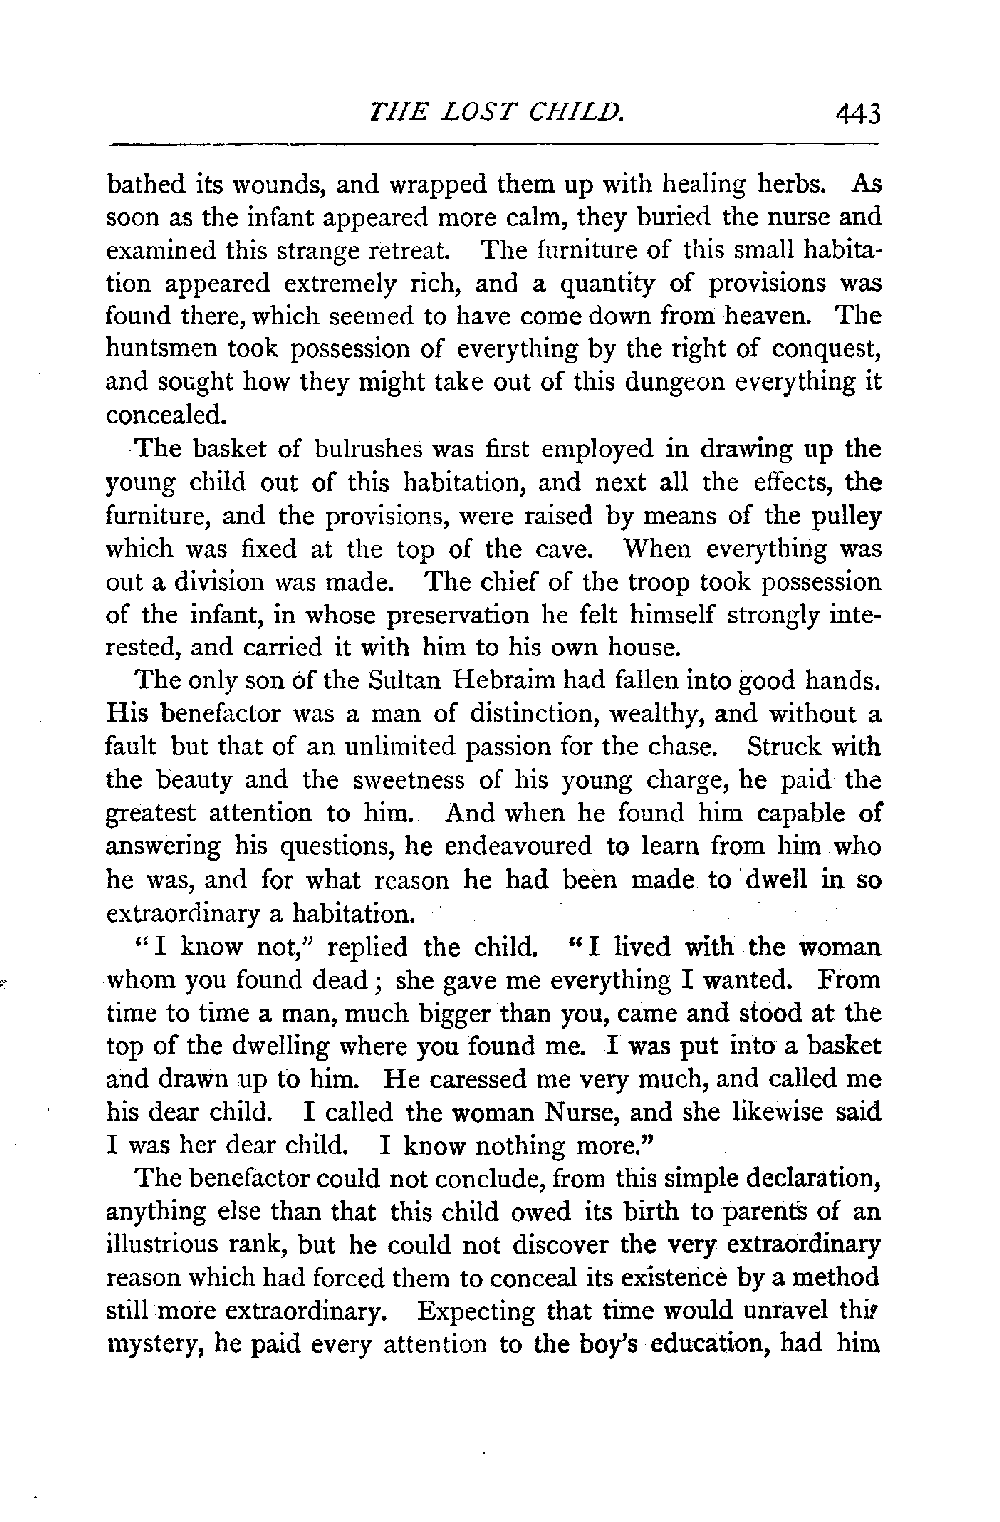 THE LOST CHILD. 443
bathed its wounds, and wrapped them up with healing herbs. As
soon as the infant appeared more calm, they buried the nurse and
examined this strange retreat. The furniture of this small habita-
tion appeared extremely rich, and a quantity of provisions was
found there, which seemed to have come down from heaven. The
huntsmen took possession of everything by the right of conquest,
and sought how they might take out of this dungeon everything it
concealed.
The basket of bulrushes was first employed in drawing up the
young child out of this habitation, and next all the effects, the
furniture, and the provisions, were raised by means of the pulley
which was fixed at the top of the cave. When everything was
out a division was made. The chief of the troop took possession
of the infant, in whose preservation he felt himself strongly inte-
rested, and carried it with him to his own house.
The only son of the Sultan Hebraim had fallen into good hands.
His benefactor was a man of distinction, wealthy, and without a
fault but that of an unlimited passion for the chase. Struck with
the beauty and the sweetness of his young charge, he paid the
greatest attention to him. And when he found him capable of
answering his questions, he endeavoured to learn from him who
he was, and for what reason he had been made to dwell in so
extraordinary a habitation.
"I know not," replied the child. "I lived with the woman
whom you found dead; she gave me everything I wanted. From
time to time a man, much bigger than you, came and stood at the
top of the dwelling where you found me. I was put into a basket
and drawn up to him. He caressed me very much, and called me
his dear child. I called the woman Nurse, and she likewise said
I was her dear child. I know nothing more."
The benefactor could not conclude, from this simple declaration,
anything else than that this child owed its birth to parents of an
illustrious rank, but he could not discover the very extraordinary
reason which had forced them to conceal its existence by a method
still more extraordinary. Expecting that time would unravel this
mystery, he paid every attention to the boy's education, had him